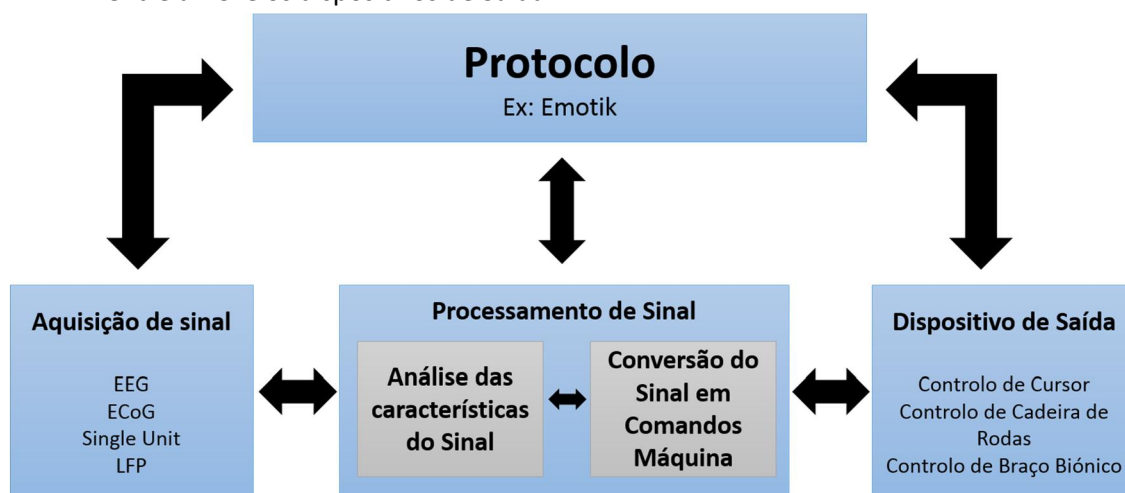 Protocolo
Ex: Emotik
Aquisição de sinal
EEG
ECoG
Single Unit
LFP
Processamento de Sinal
Análise das
características
do Sinal
Conversão do
Sinal em
Comandos
Máquina
Dispositivo de Saída
Controlo de Cursor
Controlo de Cadeira de
Rodas
Controlo de Braço Biónico